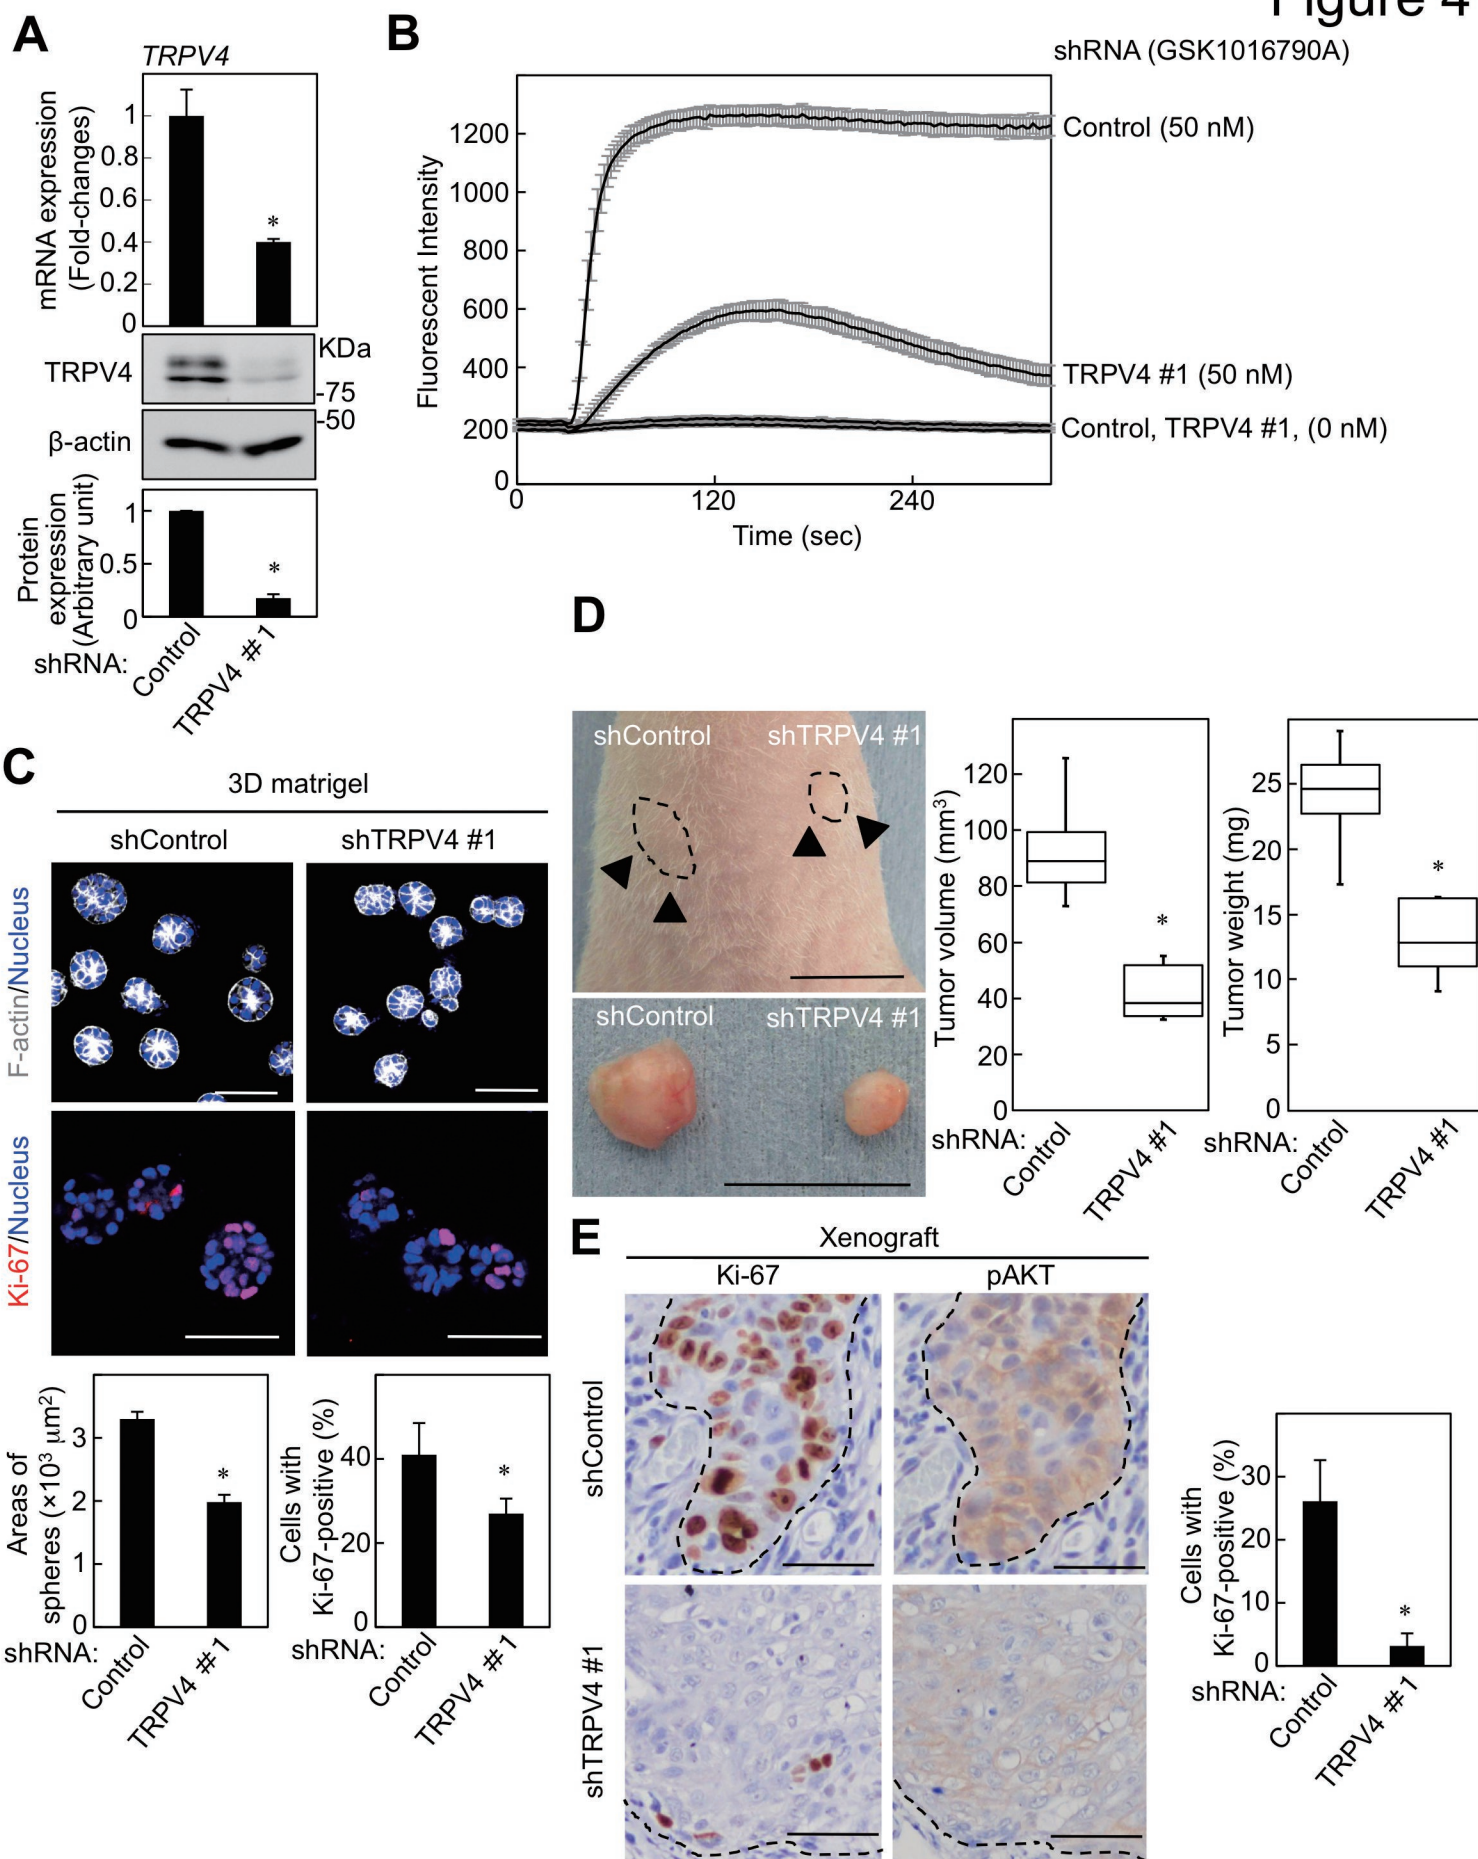 Figure 4
A
TRPV4
mRNA expression
(Fold-changes)
1
0.8
0.6
0.4
0.2
0
*
TRPV4
KDa
-75
-50
β-actin
Protein
expression
(Arbitrary unit)
1
0.5
0
*
shRNA:
Control
TRPV4 #1
B
shRNA (GSK1016790A)
Fluorescent Intensity
1200
1000
800
600
400
200
0
0
120
240
Time (sec)
Control (50 nM)
TRPV4 #1 (50 nM)
Control, TRPV4 #1, (0 nM)
C
3D matrigel
shControl
shTRPV4 #1
F-actin/Nucleus
Ki-67/Nucleus
Areas of
spheres (×10³ μm²)
3
2
1
0
*
shRNA:
Control
TRPV4 #1
Cells with
Ki-67-positive (%)
40
20
0
*
shRNA:
Control
TRPV4 #1
D
shControl
shTRPV4 #1
shControl
shTRPV4 #1
Tumor volume (mm³)
120
100
80
60
40
20
0
*
shRNA:
Control
TRPV4 #1
Tumor weight (mg)
25
20
15
10
5
0
*
shRNA:
Control
TRPV4 #1
E
Xenograft
Ki-67
pAKT
shControl
shTRPV4 #1
Cells with
Ki-67-positive (%)
30
20
10
0
*
shRNA:
Control
TRPV4 #1